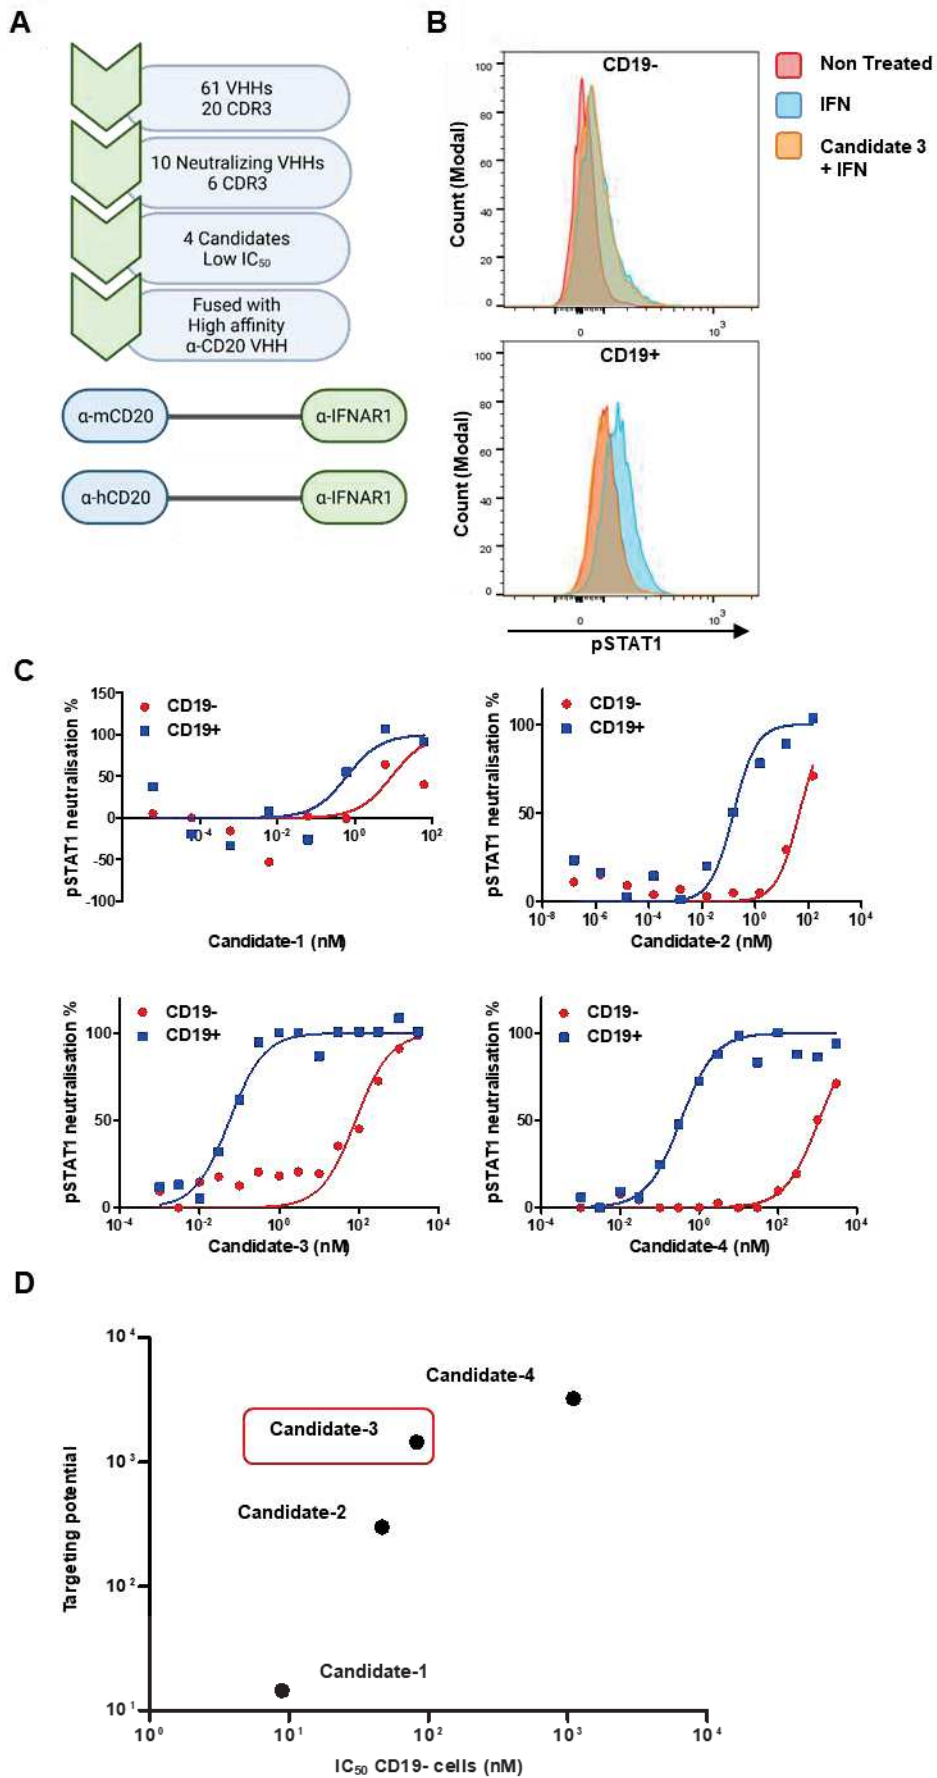 A
61 VHHs
20 CDR3
10 Neutralizing VHHs
6 CDR3
4 Candidates
Low IC₅₀
Fused with
High affinity
α-CD20 VHH
α-mCD20
α-IFNAR1
α-hCD20
α-IFNAR1
B
CD19-
Count (Modal)
100
80
60
40
20
0
0
10³
Non Treated
IFN
Candidate 3
+ IFN
CD19+
Count (Modal)
100
80
60
40
20
0
0
10³
pSTAT1
C
pSTAT1 neutralisation %
150
100
50
0
-50
-100
CD19-
CD19+
10⁻⁴
10⁻²
10⁰
10²
Candidate-1 (nM)
pSTAT1 neutralisation %
100
50
0
CD19-
CD19+
10⁻⁸
10⁻⁶
10⁻⁴
10⁻²
10⁰
10²
10⁴
Candidate-2 (nM)
pSTAT1 neutralisation %
100
50
0
CD19-
CD19+
10⁻⁴
10⁻²
10⁰
10²
10⁴
Candidate-3 (nM)
pSTAT1 neutralisation %
100
50
0
CD19-
CD19+
10⁻⁴
10⁻²
10⁰
10²
10⁴
Candidate-4 (nM)
D
Targeting potential
10⁴
10³
10²
10¹
Candidate-4
Candidate-3
Candidate-2
Candidate-1
10⁰
10¹
10²
10³
10⁴
IC₅₀ CD19- cells (nM)